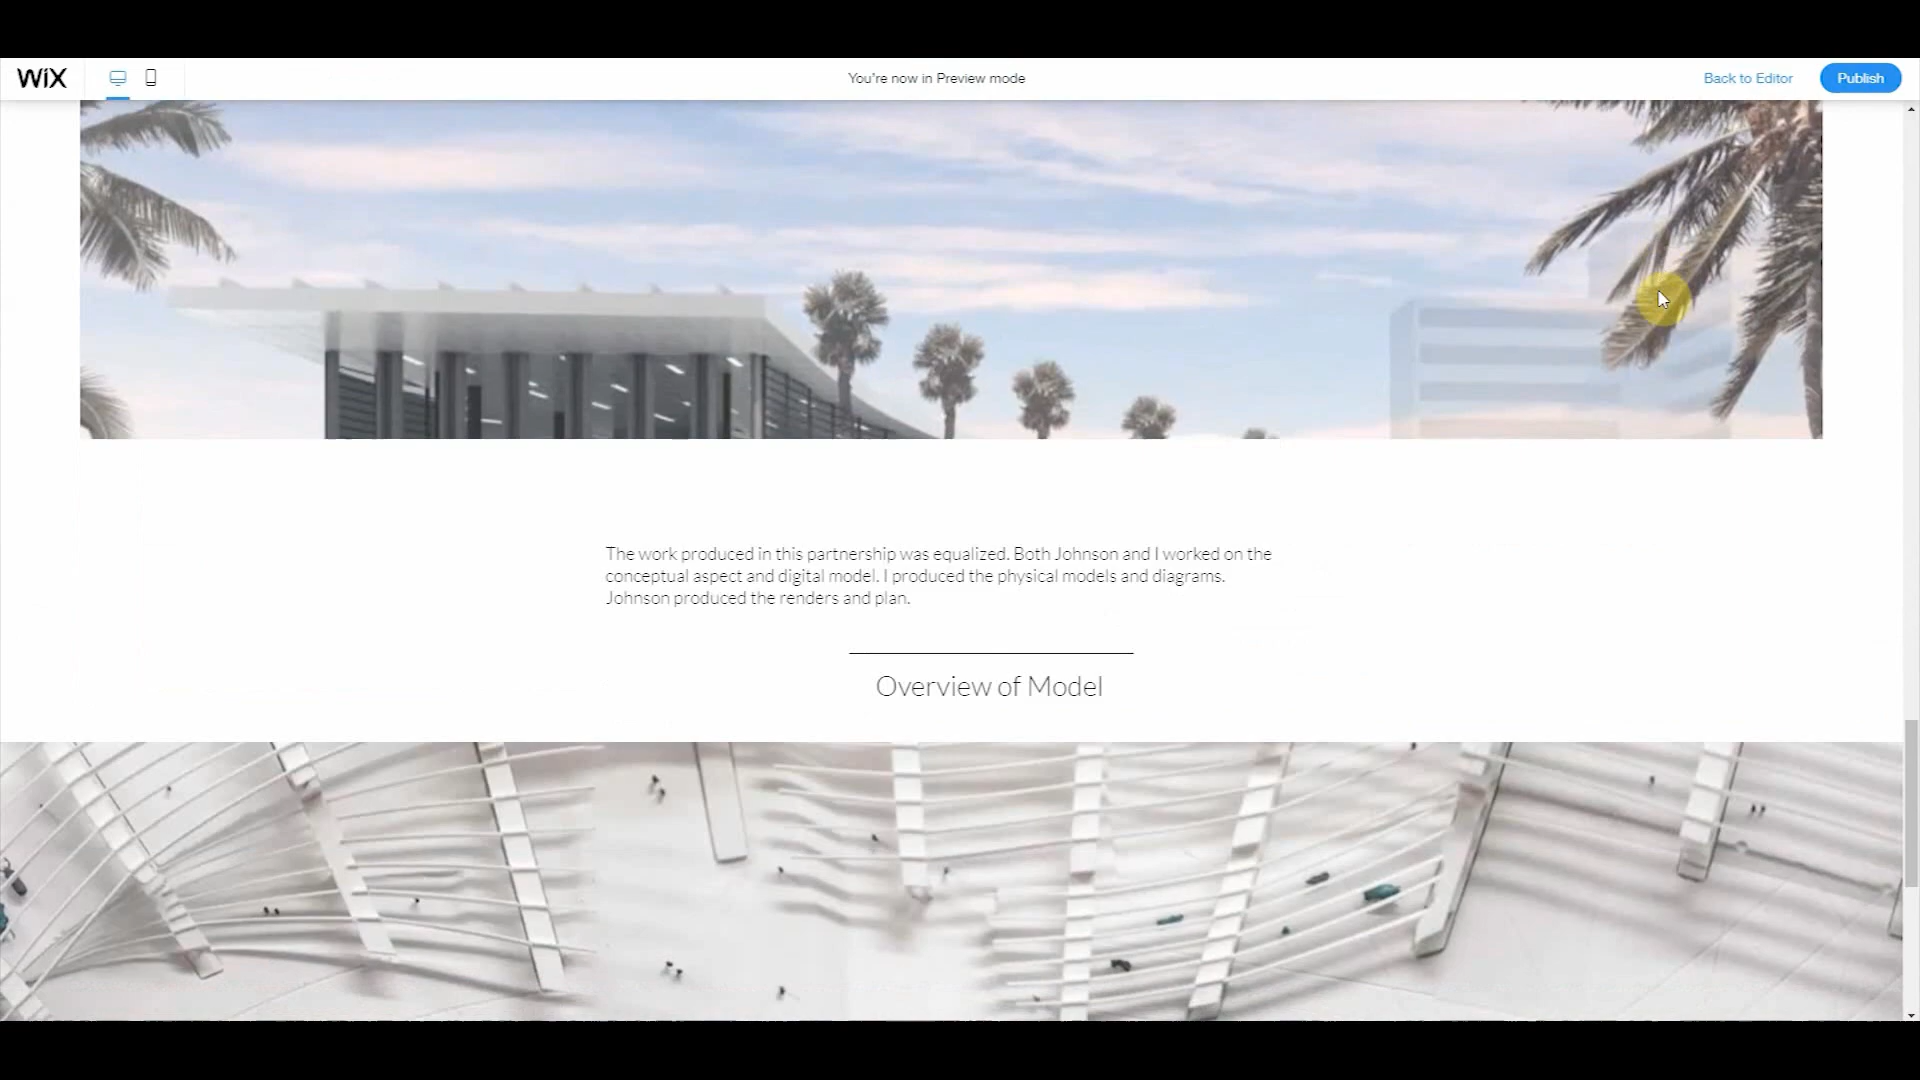 WiX
You're now in Preview mode
Back to Editor
Publish
The work produced in this partnership was equalized. Both Johnson and I worked on the
conceptual aspect and digital model. I produced the physical models and diagrams.
Johnson produced the renders and plan.
Overview of Model